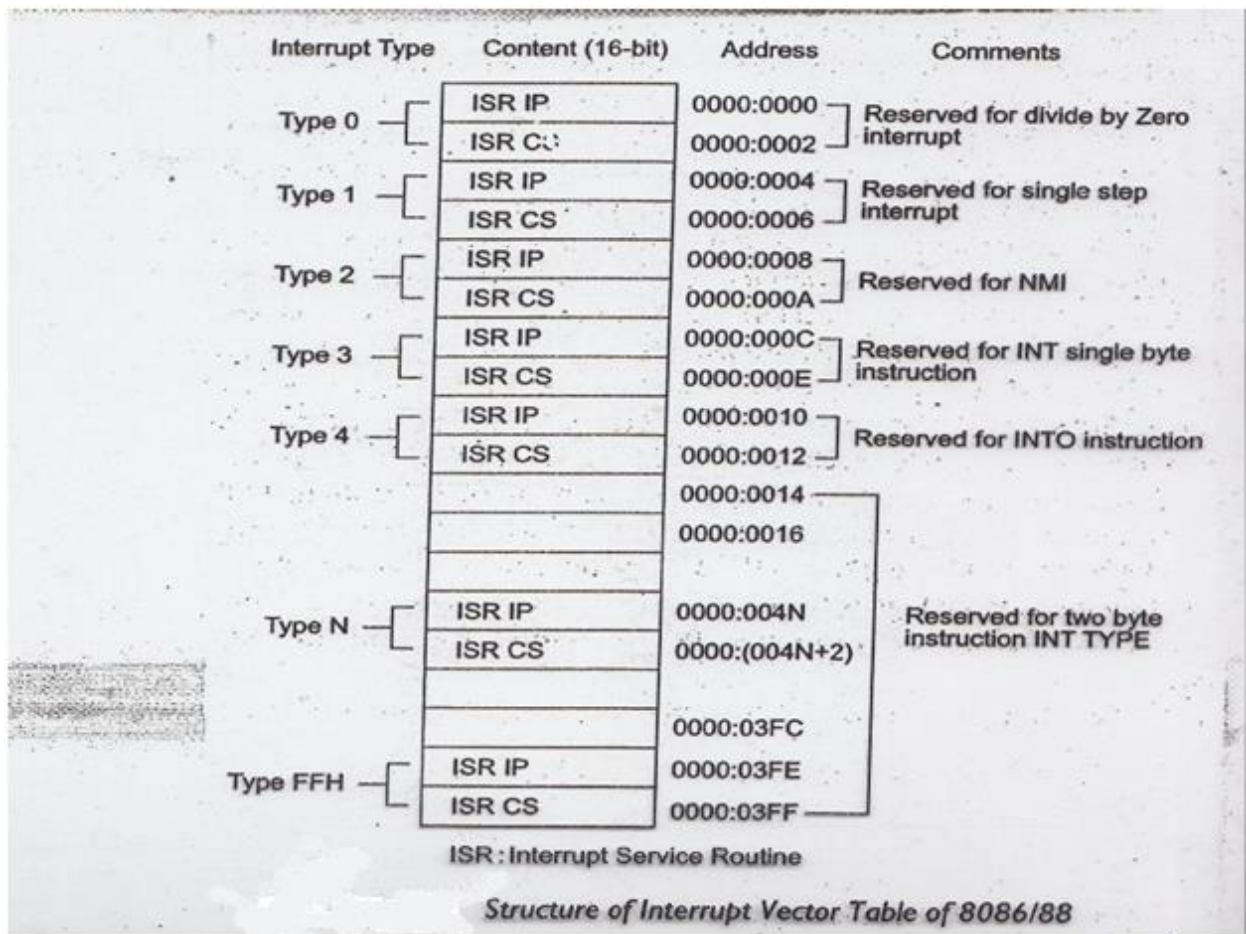 Interrupt Type Content (16-bit) Address Comments
Type 0
ISR IP 0000:0000
ISR CS 0000:0002
Reserved for divide by Zero
interrupt
Type 1
ISR IP 0000:0004
ISR CS 0000:0006
Reserved for single step
interrupt
Type 2
ISR IP 0000:0008
ISR CS 0000:000A
Reserved for NMI
Type 3
ISR IP 0000:000C
ISR CS 0000:000E
Reserved for INT single byte
instruction
Type 4
ISR IP 0000:0010
ISR CS 0000:0012
Reserved for INTO instruction
0000:0014
0000:0016
Type N
ISR IP 0000:004N
ISR CS 0000:(004N+2)
Reserved for two byte
instruction INT TYPE
0000:03FC
Type FFH
ISR IP 0000:03FE
ISR CS 0000:03FF
ISR : Interrupt Service Routine
Structure of Interrupt Vector Table of 8086/88